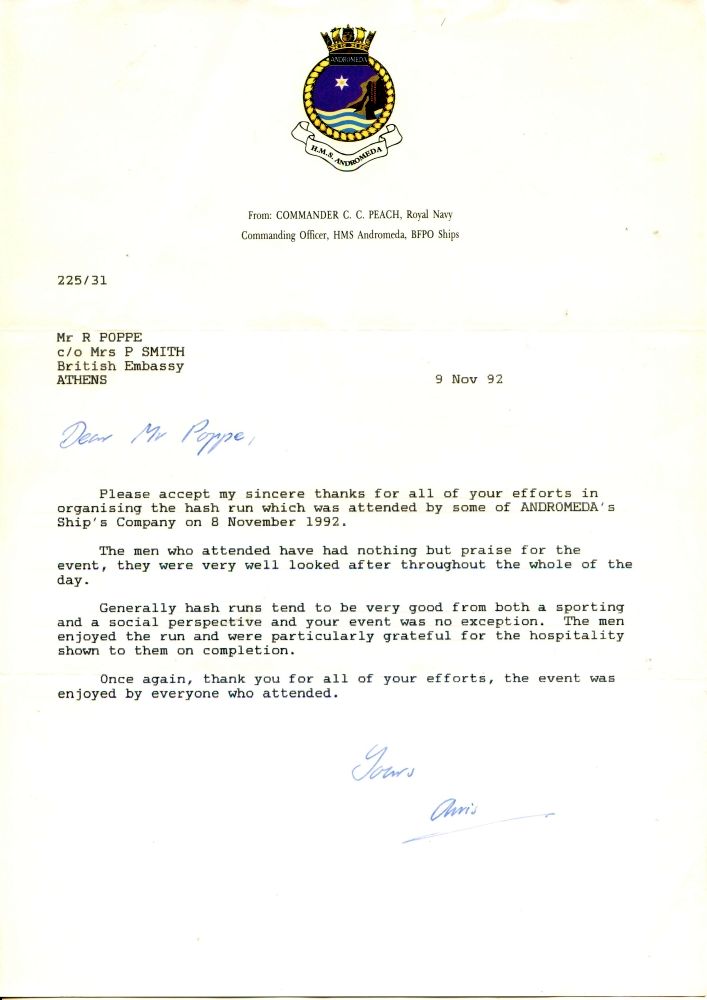 ANDROMEDA
H.M.S. ANDROMEDA
From: COMMANDER C. C. PEACH, Royal Navy
Commanding Officer, HMS Andromeda, BFPO Ships
225/31
Mr R POPPE
c/o Mrs P SMITH
British Embassy
ATHENS
9 Nov 92
Dear Mr Poppe,
Please accept my sincere thanks for all of your efforts in
organising the hash run which was attended by some of ANDROMEDA's
Ship's Company on 8 November 1992.
The men who attended have had nothing but praise for the
event, they were very well looked after throughout the whole of the
day.
Generally hash runs tend to be very good from both a sporting
and a social perspective and your event was no exception.  The men
enjoyed the run and were particularly grateful for the hospitality
shown to them on completion.
Once again, thank you for all of your efforts, the event was
enjoyed by everyone who attended.
Yours
Chris